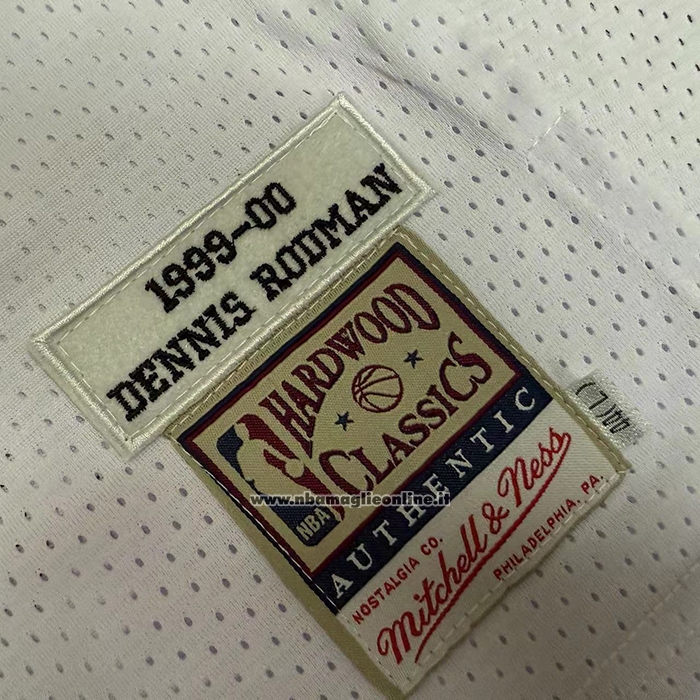 1999-00
DENNIS RODMAN
HARDWOOD
CLASSICS
NBA
www.nbamaglieonline.it
AUTHENTIC
NOSTALGIA CO.
Mitchell & Ness
PHILADELPHIA, PA.